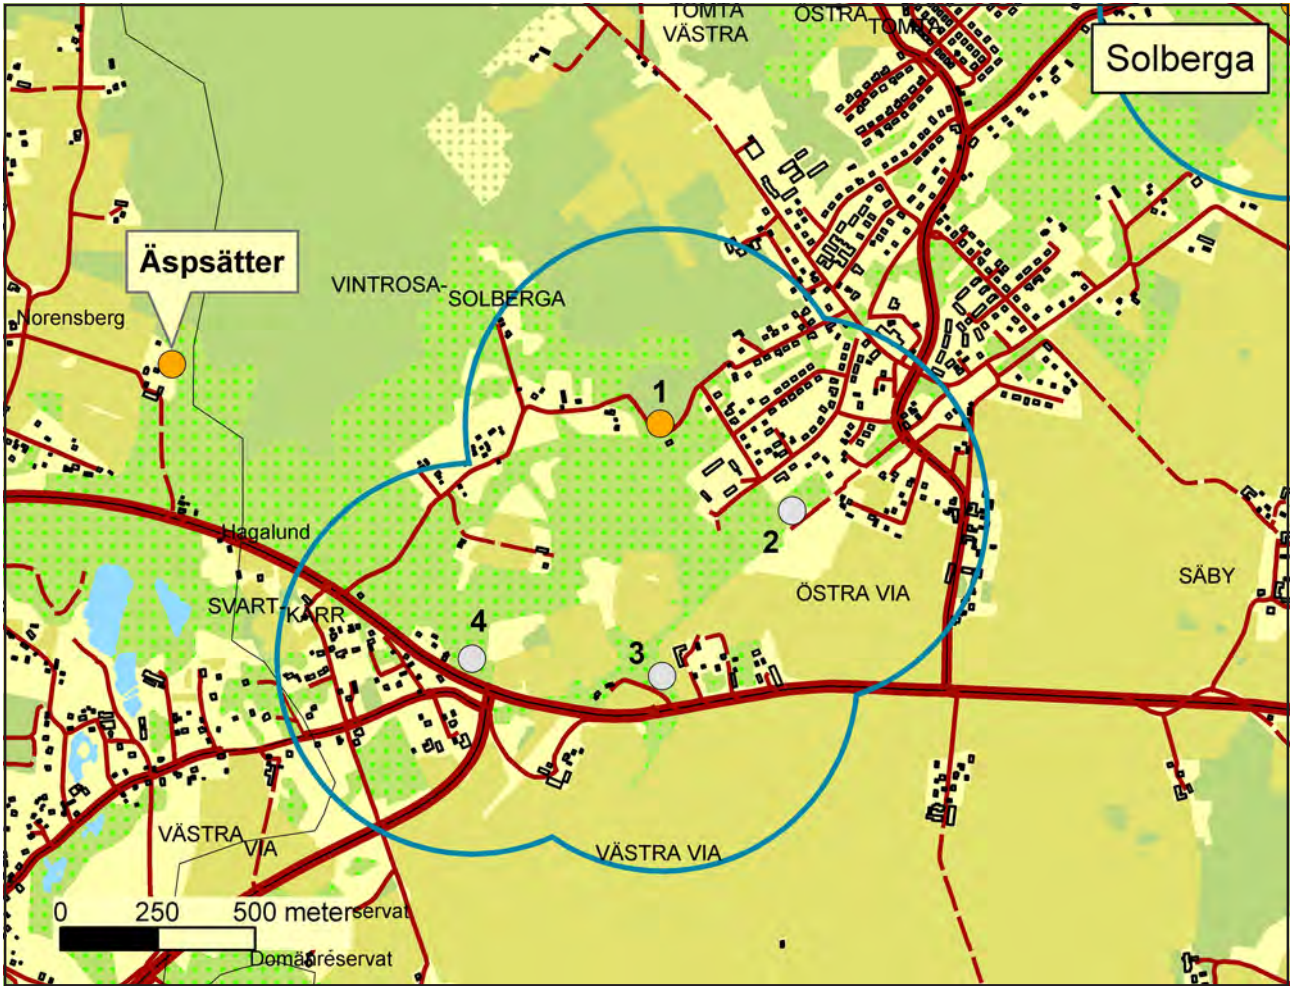 TOMTA
VÄSTRA
ÖSTRA
TOMTA
Solberga
Äspsätter
VINTROSA-
SOLBERGA
Norensberg
1
2
Hagalund
SÄBY
ÖSTRA VIA
SVART-
KÄRR
4
3
VÄSTRA
VIA
VÄSTRA VIA
0 250 500 meter
servat
Domänreservat